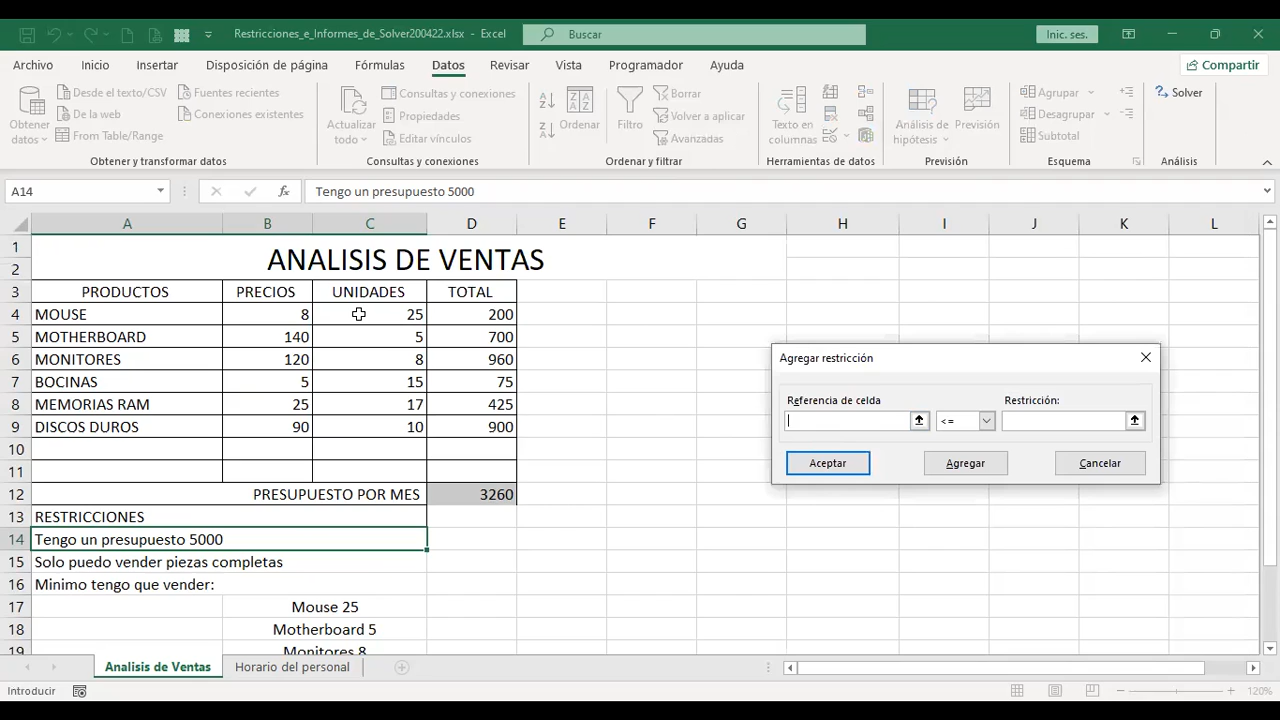 Restricciones_e_Informes_de_Solver200422.xlsx - Excel
Buscar
Inic. ses.
Archivo Inicio Insertar Disposición de página Fórmulas Datos Revisar Vista Programador Ayuda Compartir
Obtener datos
Desde el texto/CSV
De la web
From Table/Range
Fuentes recientes
Conexiones existentes
Obtener y transformar datos
Actualizar todo
Consultas y conexiones
Propiedades
Editar vínculos
Consultas y conexiones
Ordenar
Filtro
Borrar
Volver a aplicar
Avanzadas
Ordenar y filtrar
Texto en columnas
Herramientas de datos
Análisis de hipótesis
Previsión
Previsión
Agrupar
Desagrupar
Subtotal
Esquema
Solver
Análisis
A14 fx Tengo un presupuesto 5000
A B C D E F G H I J K L
1 ANALISIS DE VENTAS
2
3 PRODUCTOS PRECIOS UNIDADES TOTAL
4 MOUSE 8 25 200
5 MOTHERBOARD 140 5 700
6 MONITORES 120 8 960
7 BOCINAS 5 15 75
8 MEMORIAS RAM 25 17 425
9 DISCOS DUROS 90 10 900
10
11
12 PRESUPUESTO POR MES 3260
13 RESTRICCIONES
14 Tengo un presupuesto 5000
15 Solo puedo vender piezas completas
16 Minimo tengo que vender:
17 Mouse 25
18 Motherboard 5
19 Monitores 8
Agregar restricción
Referencia de celda Restricción:
<=
Aceptar Agregar Cancelar
Analisis de Ventas Horario del personal
Introducir 120%